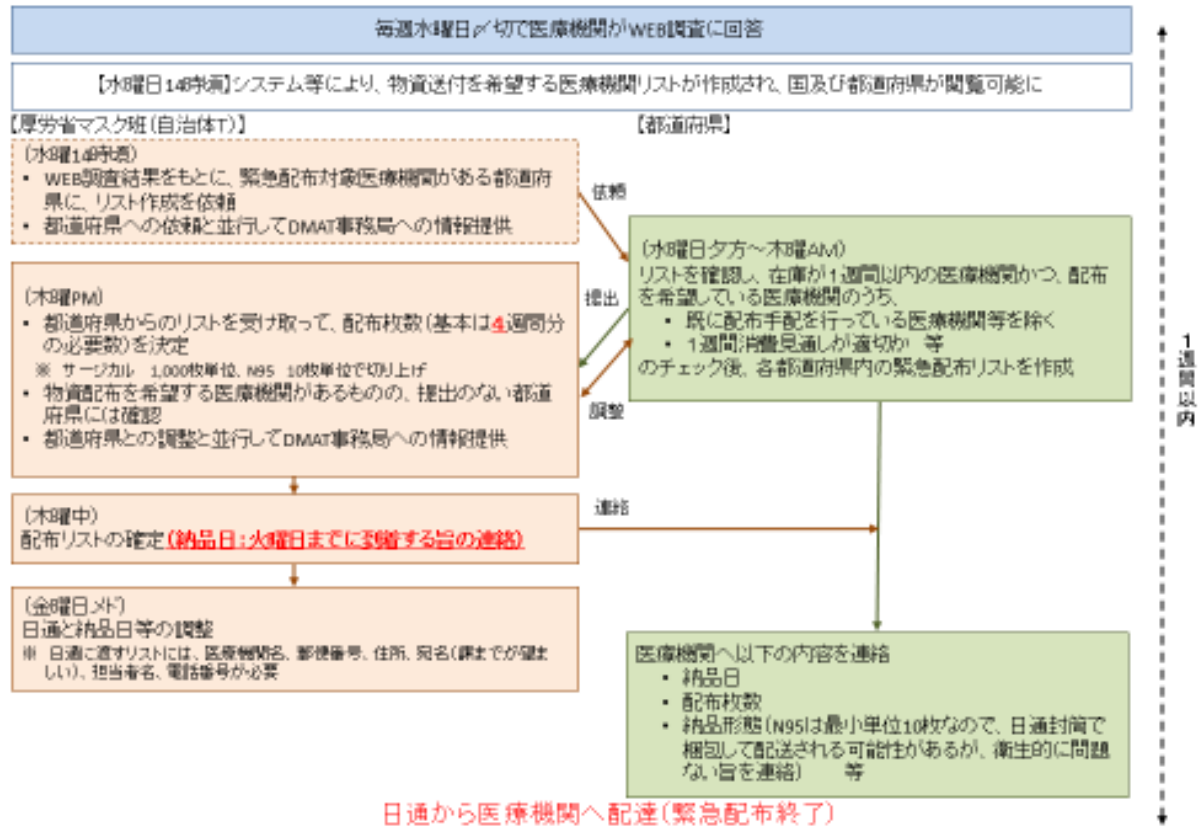 毎週水曜日〆切で医療機関がWEB調査に回答
【水曜日14時頃】システム等により、物資送付を希望する医療機関リストが作成され、国及び都道府県が閲覧可能に
【厚労省マスク班(自治体T)】
(水曜14時頃)
・ WEB調査結果をもとに、緊急配布対象医療機関がある都道府
県に、リスト作成を依頼
・ 都道府県への依頼と並行してDMAT事務局への情報提供
依頼
【都道府県】
(水曜日夕方～木曜AM)
リストを確認し、在庫が1週間以内の医療機関かつ、配布
を希望している医療機関のうち、
・ 既に配布手配を行っている医療機関等を除く
・ 1週間消費見通しが適切か 等
のチェック後、各都道府県内の緊急配布リストを作成
提出
調整
(木曜PM)
・ 都道府県からのリストを受け取って、配布枚数(基本は4週間分
の必要数)を決定
※ サージカル 1,000枚単位、N95 10枚単位で切り上げ
・ 物資配布を希望する医療機関があるものの、提出のない都道
府県には確認
・ 都道府県との調整と並行してDMAT事務局への情報提供
(木曜中)
配布リストの確定(納品日:火曜日までに到着する旨の連絡)
連絡
(金曜日メド)
日通と納品日等の調整
※ 日通に渡すリストには、医療機関名、郵便番号、住所、宛名(課までが望ま
しい)、担当者名、電話番号が必要
医療機関へ以下の内容を連絡
・ 納品日
・ 配布枚数
・ 納品形態(N95は最小単位10枚なので、日通封筒で
梱包して配送される可能性があるが、衛生的に問題
ない旨を連絡) 等
日通から医療機関へ配達(緊急配布終了)
1週間以内